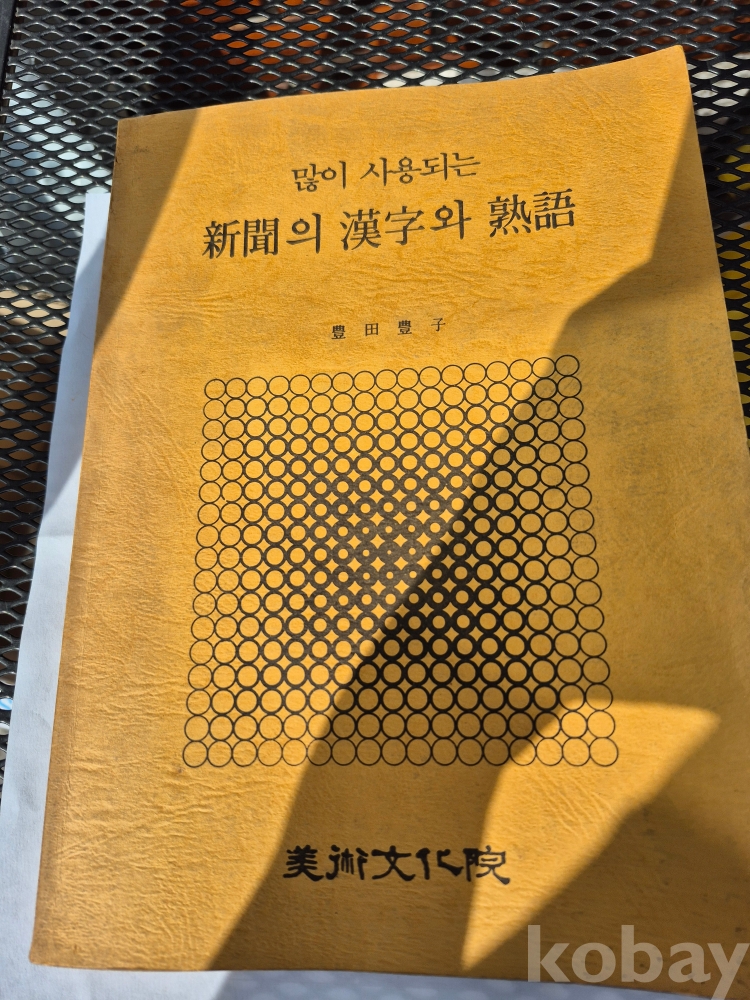 많이 사용되는
新聞의 漢字와 熟語
豊田豊子
美術文化院
kobay